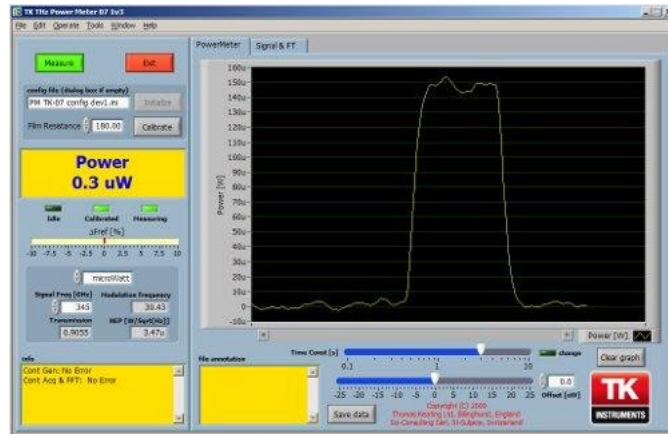 TK THz Power Meter 07 1v3
File Edit Operate Tools Window Help
Measure
Exit
config file (dialog box if empty)
PM TK-07 config dev1.ini
Initialize
Film Resistance
180.00
Calibrate
Power
0.3 uW
Idle
Calibrated
Measuring
ΔFref [%]
-10 -7.5 -5 -2.5 0 2.5 5 7.5 10
microWatt
Signal Freq [GHz]
Modulation frequency
345
30.43
Transmission
NEP [W/Sqrt(Hz)]
0.9055
3.47u
info
Cont Gen: No Error
Cont Acq & FFT: No Error
PowerMeter
Signal & FT
Power [W]
160u
150u
140u
130u
120u
110u
100u
90u
80u
70u
60u
50u
40u
30u
20u
10u
0
-10u
Power [W]
file annotation
Time Const [s]
0.1 1 10
change
Clear graph
-25 -20 -15 -10 -5 0 5 10 15 20 25
0.0
Offset [uW]
Save data
Copyright (C) 2009
Thomas Keating Ltd, Billinghurst, England
TK
INSTRUMENTS